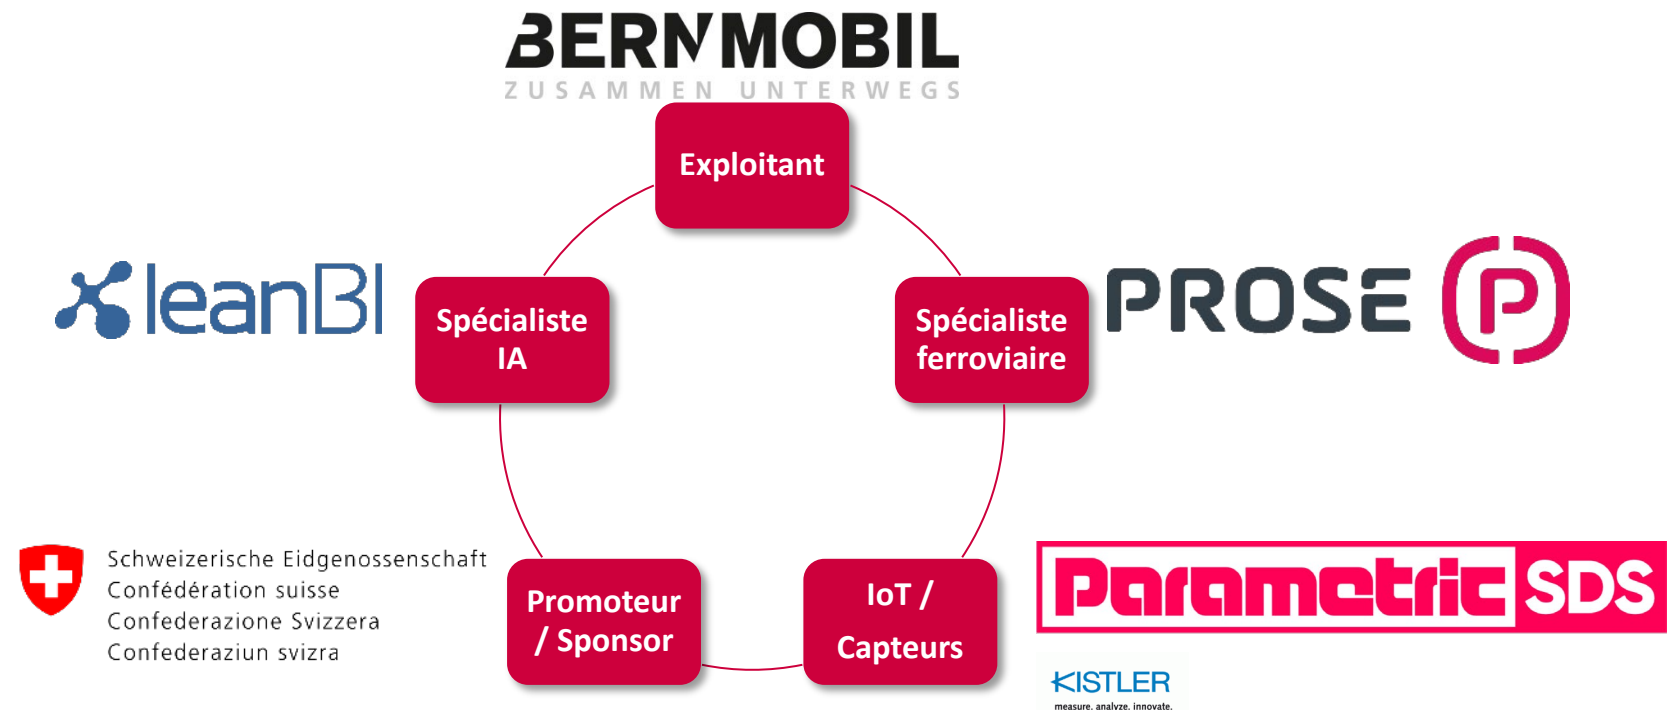 BERNMOBIL
ZUSAMMEN UNTERWEGS
Exploitant
leanBI
Spécialiste
IA
Spécialiste
ferroviaire
PROSE P
Schweizerische Eidgenossenschaft
Confédération suisse
Confederazione Svizzera
Confederaziun svizra
Promoteur
/ Sponsor
IoT /
Capteurs
Parametric SDS
KISTLER
measure. analyze. innovate.